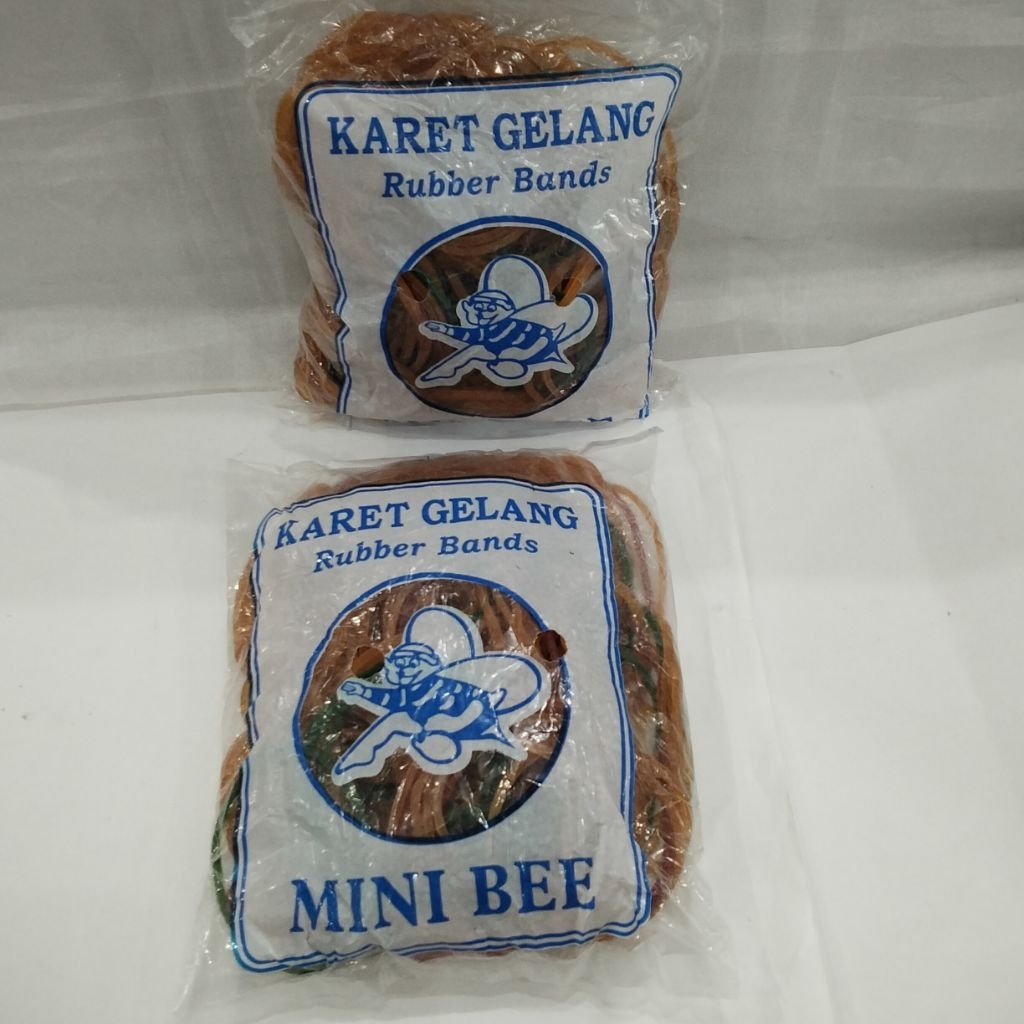 KARET GELANG
Rubber Bands
KARET GELANG
Rubber Bands
MINI BEE